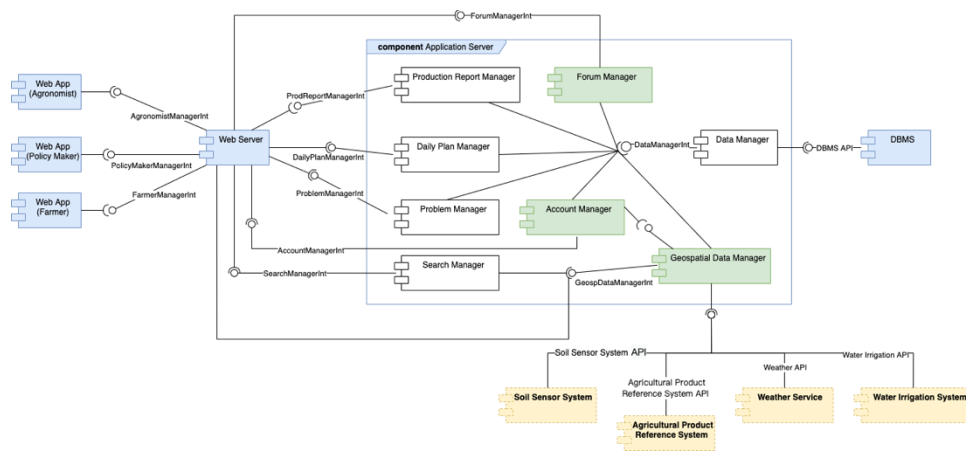 ForumManagerInt
component Application Server
Web App
(Agronomist)
Production Report Manager
Forum Manager
ProdReportManagerInt
AgronomistManagerInt
Web App
(Policy Maker)
Web Server
Daily Plan Manager
DataManagerInt
Data Manager
DBMS API
DBMS
PolicyMakerManagerInt
DailyPlanManagerInt
ProblemManagerInt
FarmerManagerInt
Web App
(Farmer)
Problem Manager
Account Manager
AccountManagerInt
Search Manager
Geospatial Data Manager
SearchManagerInt
GeospDataManagerInt
Soil Sensor System API
Water Irrigation API
Weather API
Agricultural Product
Reference System API
Soil Sensor System
Weather Service
Water Irrigation System
Agricultural Product
Reference System